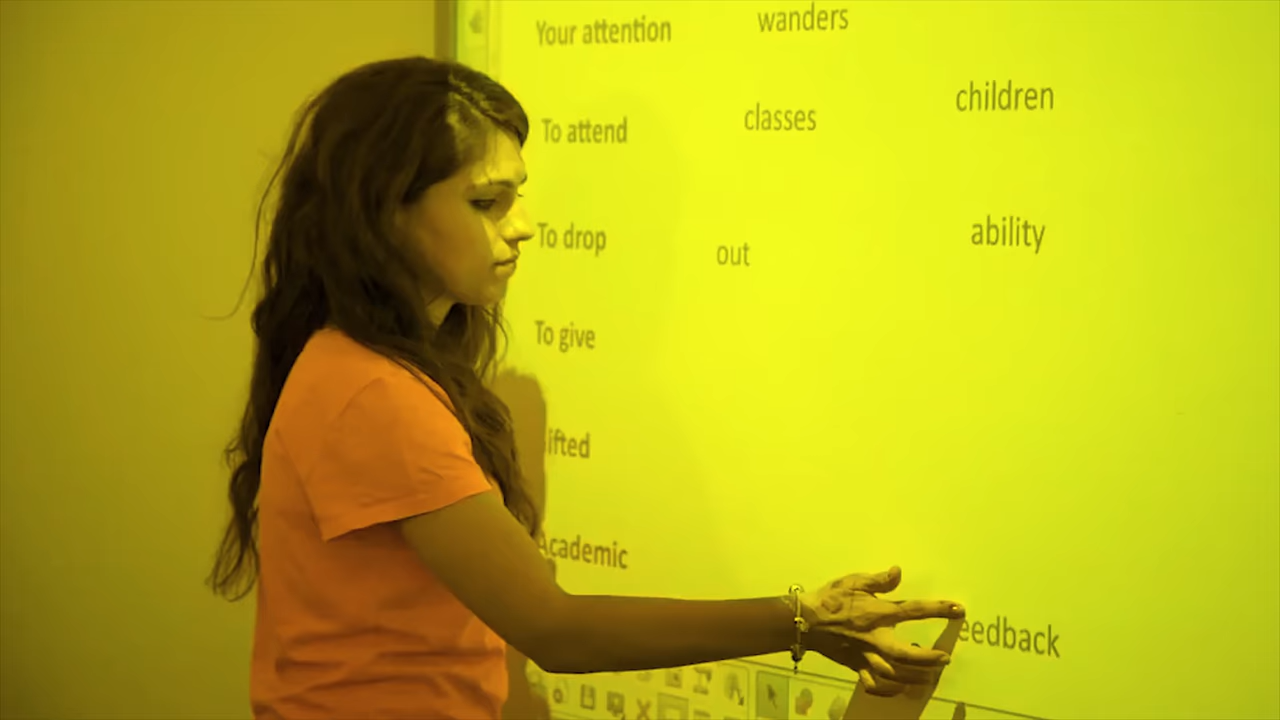 Your attention wanders
children
To attend classes
To drop out
ability
To give
ifted
Academic
eedback